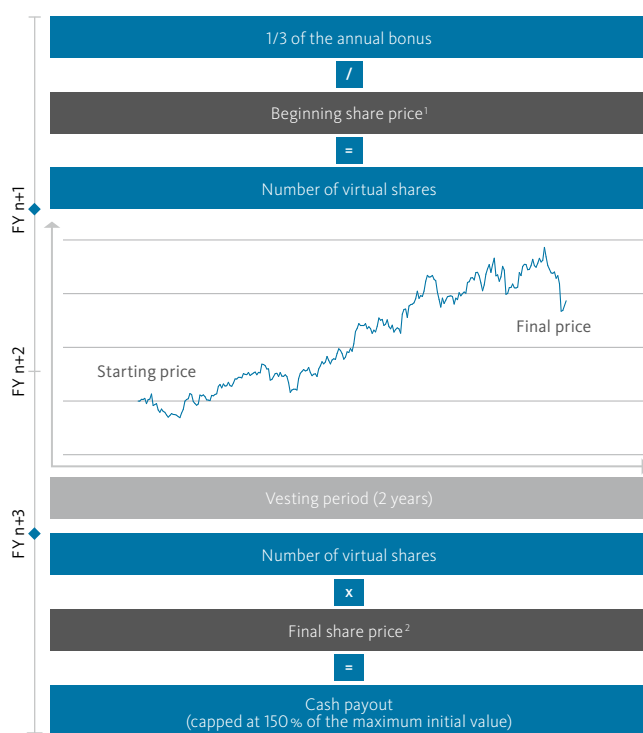 1/3 of the annual bonus
/
Beginning share price¹
=
Number of virtual shares
FY n+1
Starting price
Final price
FY n+2
Vesting period (2 years)
FY n+3
Number of virtual shares
x
Final share price²
=
Cash payout
(capped at 150 % of the maximum initial value)